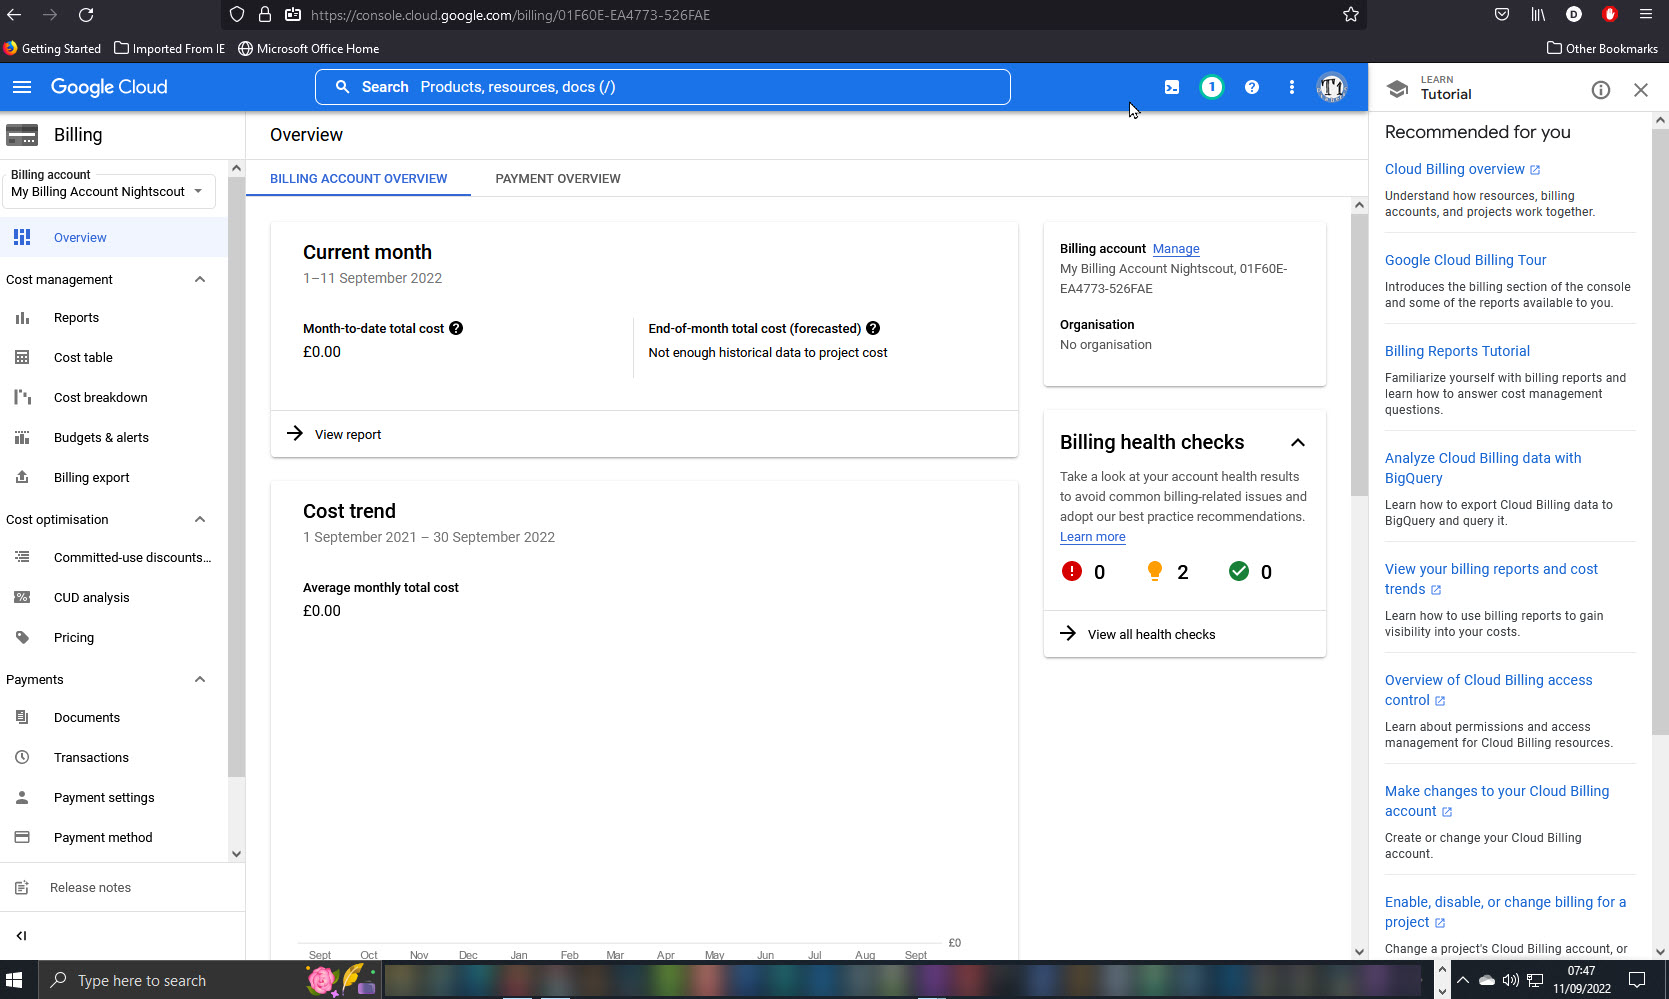 https://console.cloud.google.com/billing/01F60E-EA4773-526FAE
D
Getting Started
Imported From IE
Microsoft Office Home
Other Bookmarks
Google Cloud
Search Products, resources, docs (/)
1
T1
LEARN
Tutorial
Billing
Overview
Billing account
My Billing Account Nightscout
Overview
Cost management
Reports
Cost table
Cost breakdown
Budgets & alerts
Billing export
Cost optimisation
Committed-use discounts...
CUD analysis
Pricing
Payments
Documents
Transactions
Payment settings
Payment method
Release notes
BILLING ACCOUNT OVERVIEW
PAYMENT OVERVIEW
Current month
1–11 September 2022
Month-to-date total cost
£0.00
End-of-month total cost (forecasted)
Not enough historical data to project cost
View report
Cost trend
1 September 2021 – 30 September 2022
Average monthly total cost
£0.00
£0
Sept Oct Nov Dec Jan Feb Mar Apr May Jun Jul Aug Sept
Billing account Manage
My Billing Account Nightscout, 01F60E-
EA4773-526FAE
Organisation
No organisation
Billing health checks
Take a look at your account health results
to avoid common billing-related issues and
adopt our best practice recommendations.
Learn more
0 2 0
View all health checks
Recommended for you
Cloud Billing overview
Understand how resources, billing
accounts, and projects work together.
Google Cloud Billing Tour
Introduces the billing section of the console
and some of the reports available to you.
Billing Reports Tutorial
Familiarize yourself with billing reports and
learn how to answer cost management
questions.
Analyze Cloud Billing data with
BigQuery
Learn how to export Cloud Billing data to
BigQuery and query it.
View your billing reports and cost
trends
Learn how to use billing reports to gain
visibility into your costs.
Overview of Cloud Billing access
control
Learn about permissions and access
management for Cloud Billing resources.
Make changes to your Cloud Billing
account
Create or change your Cloud Billing
account.
Enable, disable, or change billing for a
project
Change a project's Cloud Billing account, or
Type here to search
07:47
11/09/2022